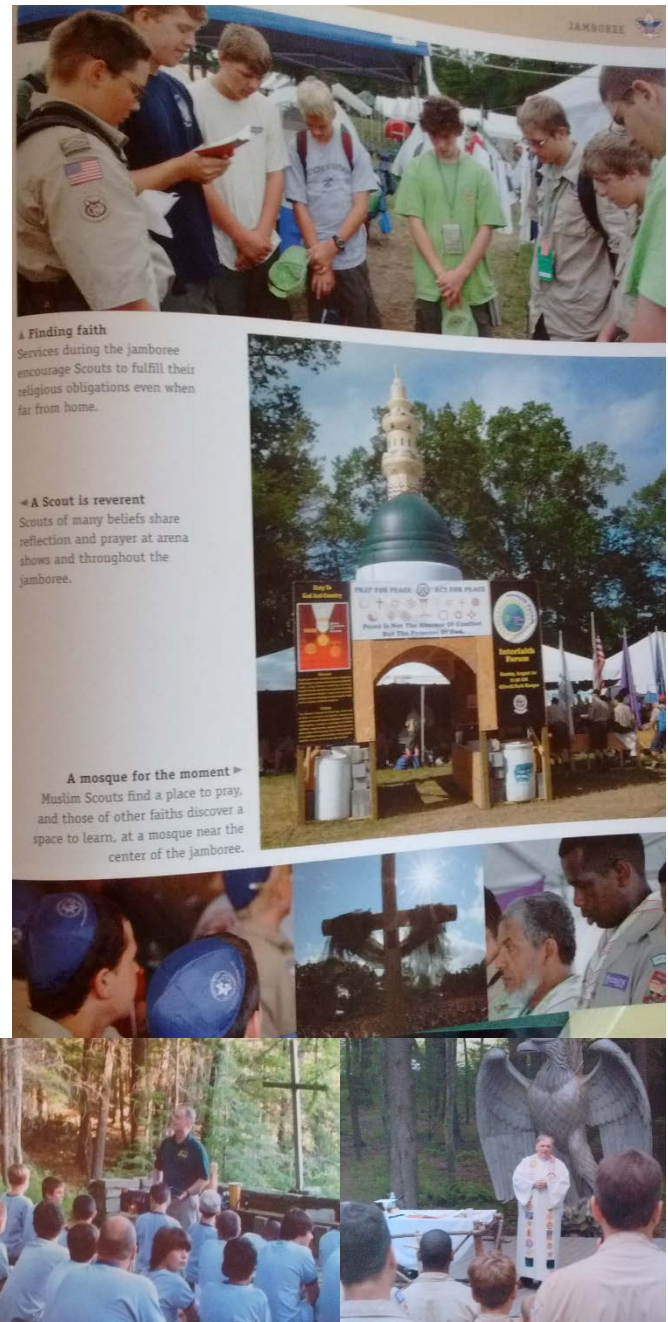 JAMBOREE
▲ Finding faith
Services during the jamboree
encourage Scouts to fulfill their
religious obligations even when
far from home.
◄ A Scout is reverent
Scouts of many beliefs share
reflection and prayer at arena
shows and throughout the
jamboree.
A mosque for the moment ►
Muslim Scouts find a place to pray,
and those of other faiths discover a
space to learn, at a mosque near the
center of the jamboree.
Duty To
God And Country
PRAY FOR PEACE ACT FOR PEACE
Peace Is Not The Absence Of Conflict
But The Presence Of God.
Interfaith
Forum